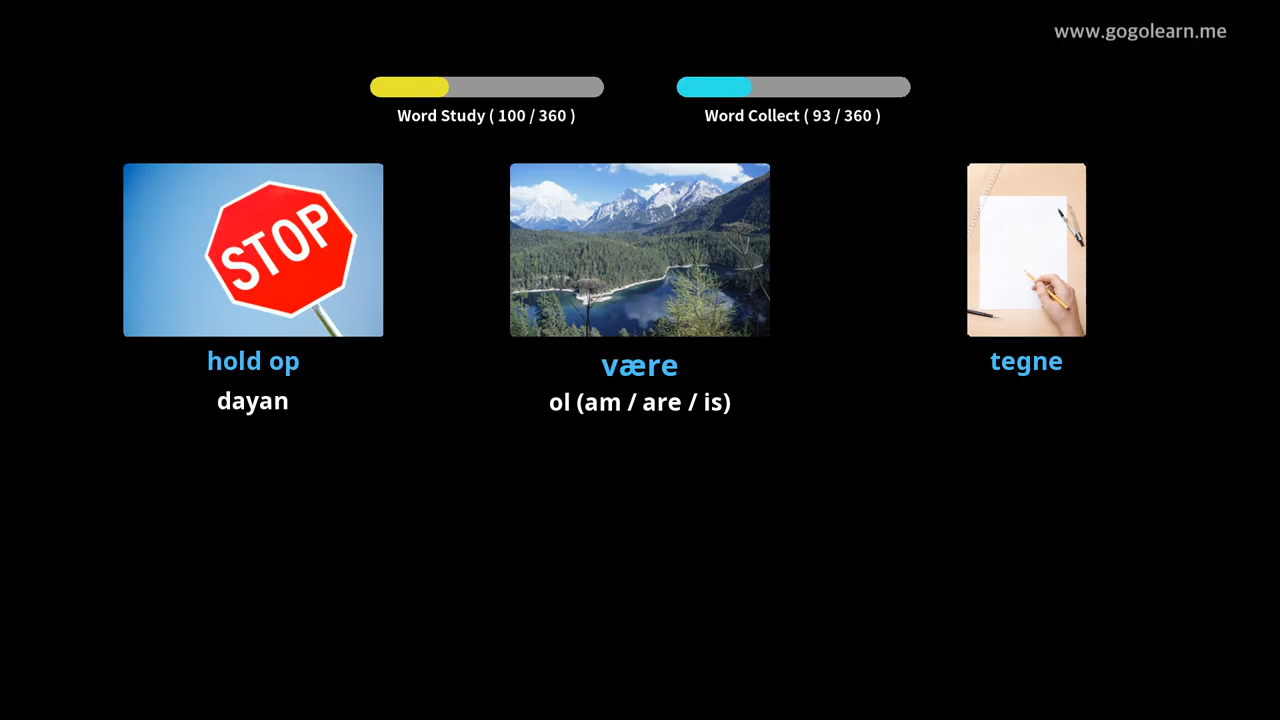 www.gogolearn.me
Word Study ( 100 / 360 )
Word Collect ( 93 / 360 )
STOP
hold op
være
tegne
dayan
ol (am / are / is)